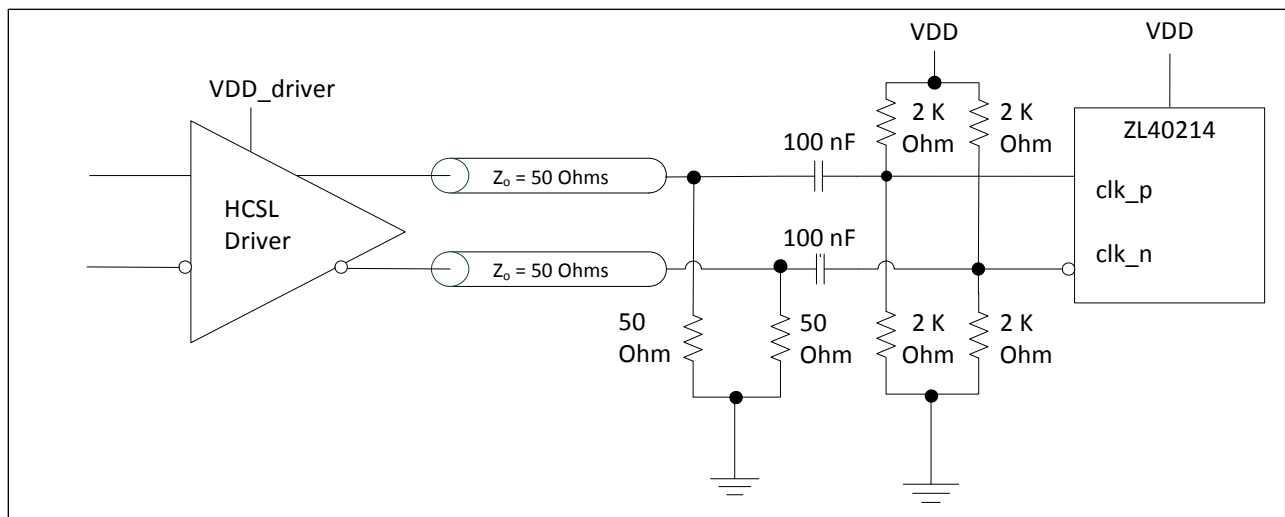 VDD
VDD
VDD_driver
2 K
Ohm
2 K
Ohm
ZL40214
100 nF
Zo = 50 Ohms
clk_p
HCSL
Driver
100 nF
clk_n
Zo = 50 Ohms
50
Ohm
50
Ohm
2 K
Ohm
2 K
Ohm